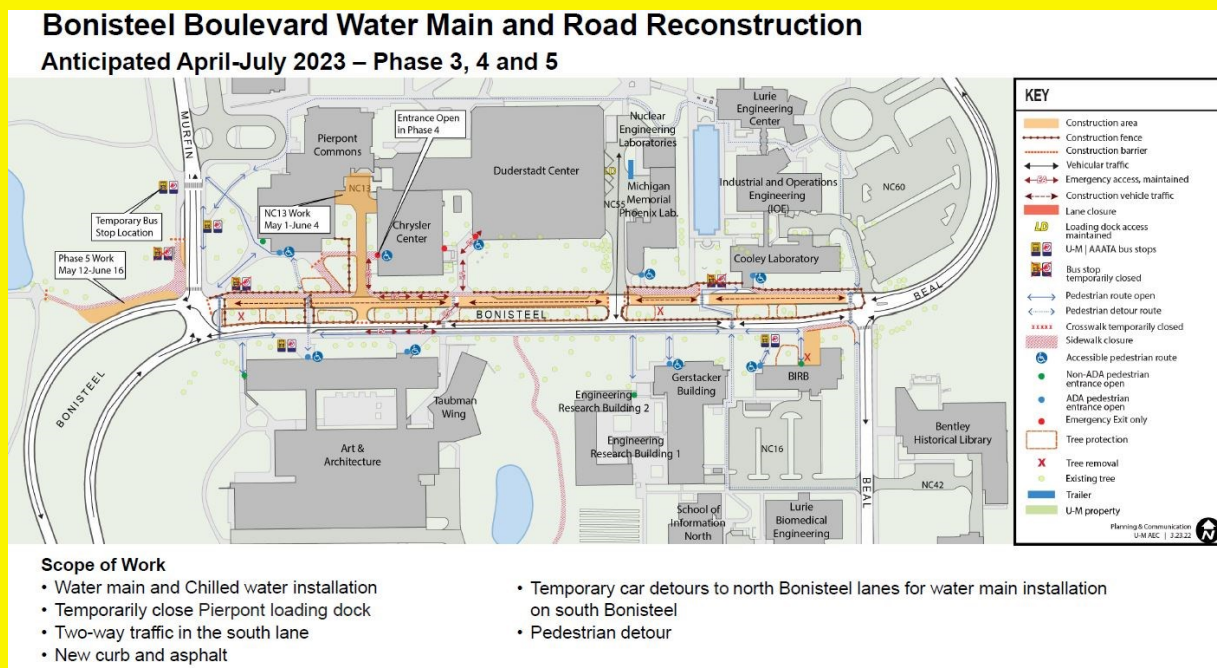 Bonisteel Boulevard Water Main and Road Reconstruction
Anticipated April-July 2023 – Phase 3, 4 and 5
MURFIN
Pierpont
Commons
Entrance Open
in Phase 4
Duderstadt Center
Nuclear
Engineering
Laboratories
Lurie
Engineering
Center
Temporary Bus
Stop Location
NC13
NC13 Work
May 1-June 4
Chrysler
Center
LD
NC55
Michigan
Memorial
Phoenix Lab.
Industrial and Operations
Engineering
(IOE)
NC60
Phase 5 Work
May 12-June 16
Cooley Laboratory
BEAL
X
BONISTEEL
X
BONISTEEL
Taubman
Wing
Art &
Architecture
Engineering
Research Building 2
Engineering
Research Building 1
Gerstacker
Building
BIRB
X
NC16
Bentley
Historical Library
BEAL
NC42
School of
Information
North
Lurie
Biomedical
Engineering
KEY
Construction area
Construction fence
Construction barrier
Vehicular traffic
Emergency access, maintained
Construction vehicle traffic
Lane closure
LD Loading dock access
maintained
U-M | AAATA bus stops
Bus stop
temporarily closed
Pedestrian route open
Pedestrian detour route
Crosswalk temporarily closed
Sidewalk closure
Accessible pedestrian route
Non-ADA pedestrian
entrance open
ADA pedestrian
entrance open
Emergency Exit only
Tree protection
X Tree removal
Existing tree
Trailer
U-M property
Planning & Communication
U-M AEC | 3.23.22
N
Scope of Work
• Water main and Chilled water installation
• Temporarily close Pierpont loading dock
• Two-way traffic in the south lane
• New curb and asphalt
• Temporary car detours to north Bonisteel lanes for water main installation
on south Bonisteel
• Pedestrian detour